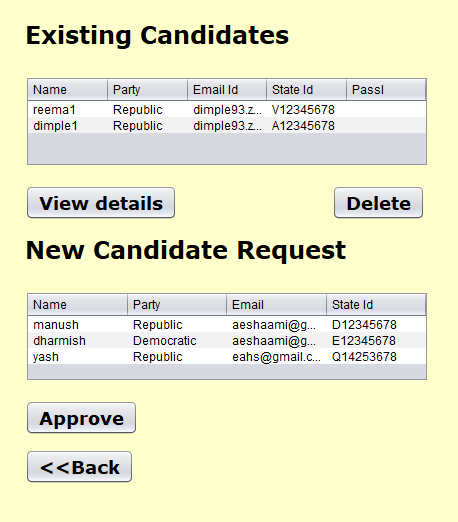 Existing Candidates
Name Party Email Id State Id PassI
reema1 Republic dimple93.z... V12345678
dimple1 Republic dimple93.z... A12345678
View details Delete
New Candidate Request
Name Party Email State Id
manush Republic aeshaami@g... D12345678
dharmish Democratic aeshaami@g... E12345678
yash Republic eahs@gmail.c... Q14253678
Approve
<<Back